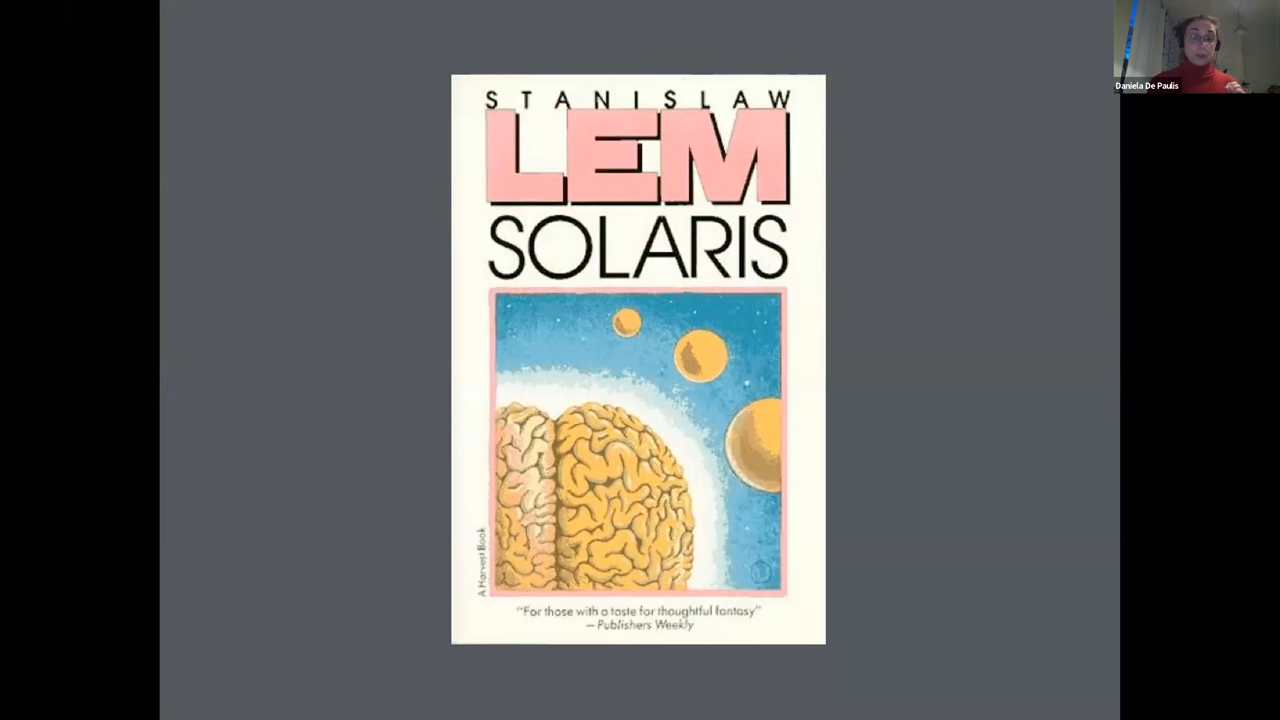 STANISLAW
LEM
SOLARIS
A Harvest Book
"For those with a taste for thoughtful fantasy"
—Publishers Weekly
Daniela De Paulis